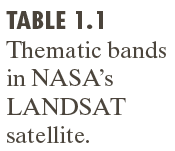 TABLE 1.1
Thematic bands
in NASA's
LANDSAT
satellite.